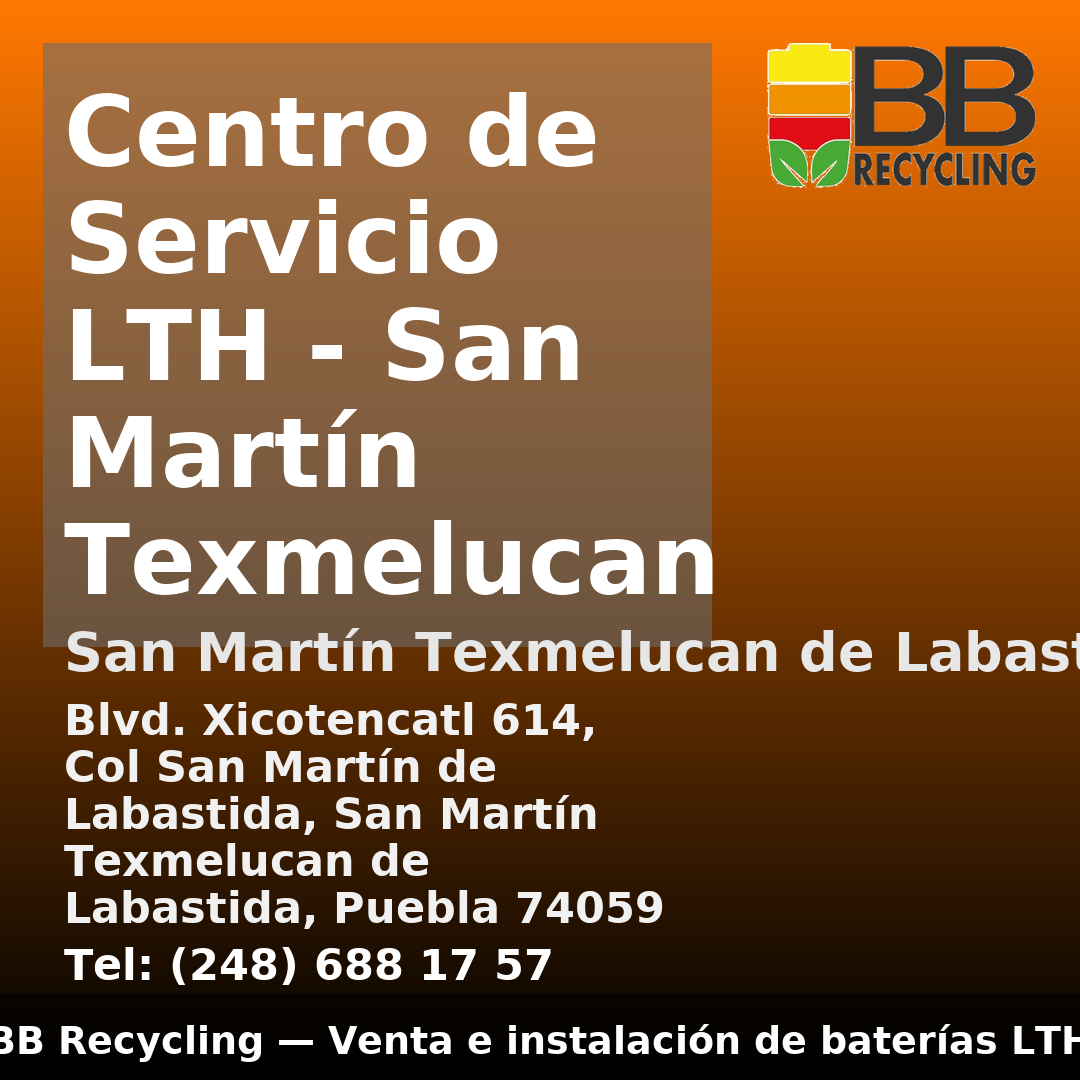 Centro de
Servicio
LTH - San
Martín
Texmelucan
BB
RECYCLING
San Martín Texmelucan de
Blvd. Xicotencatl 614,
Col San Martín de
Labastida, San Martín
Texmelucan de
Labastida, Puebla 74059
Tel: (248) 688 17 57
BB Recycling — Venta e instalación de baterías LTH